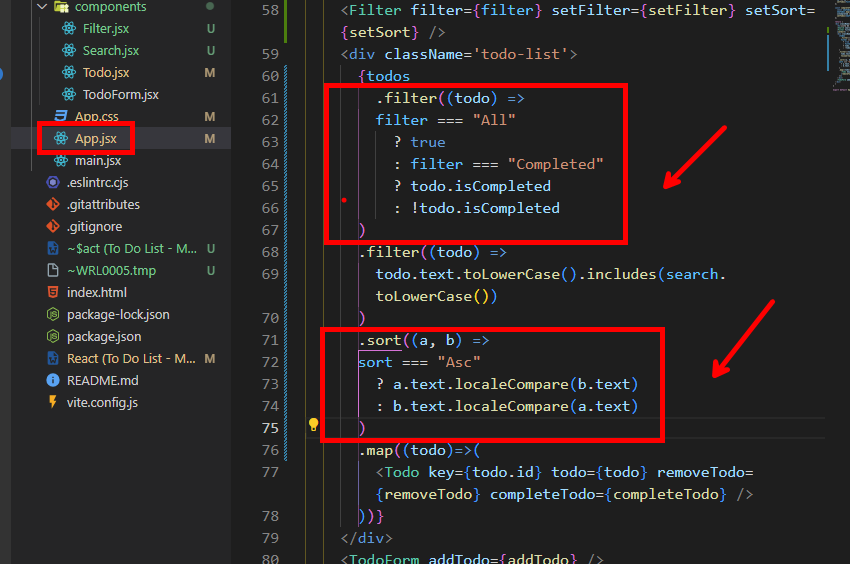 components
Filter.jsx U
Search.jsx U
Todo.jsx M
TodoForm.jsx
App.css M
App.jsx M
main.jsx
.eslintrc.cjs
.gitattributes
.gitignore
~$act (To Do List - M... U
~WRL0005.tmp U
index.html
package-lock.json
package.json
React (To Do List - M... M
README.md
vite.config.js
58 <Filter filter={filter} setFilter={setFilter} setSort=
{setSort} />
59 <div className='todo-list'>
60 {todos
61 .filter((todo) =>
62 filter === "All"
63 ? true
64 : filter === "Completed"
65 ? todo.isCompleted
66 : !todo.isCompleted
67 )
68 .filter((todo) =>
69 todo.text.toLowerCase().includes(search.
toLowerCase())
70 )
71 .sort((a, b) =>
72 sort === "Asc"
73 ? a.text.localeCompare(b.text)
74 : b.text.localeCompare(a.text)
75 )
76 .map((todo)=>(
77 <Todo key={todo.id} todo={todo} removeTodo=
{removeTodo} completeTodo={completeTodo} />
78 ))}
79 </div>
80 <TodoForm addTodo={addTodo} />